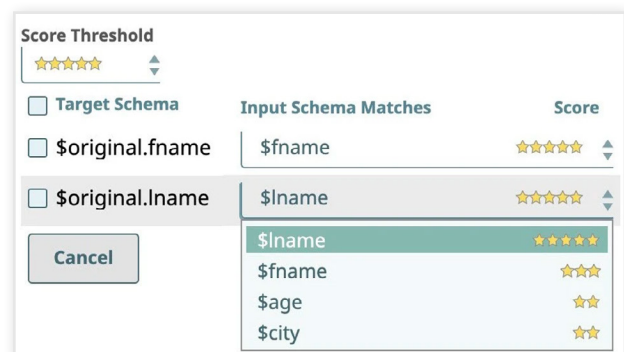 Score Threshold
Target Schema Input Schema Matches Score
$original.fname $fname
$original.lname $lname
$lname
Cancel
$fname
$age
$city